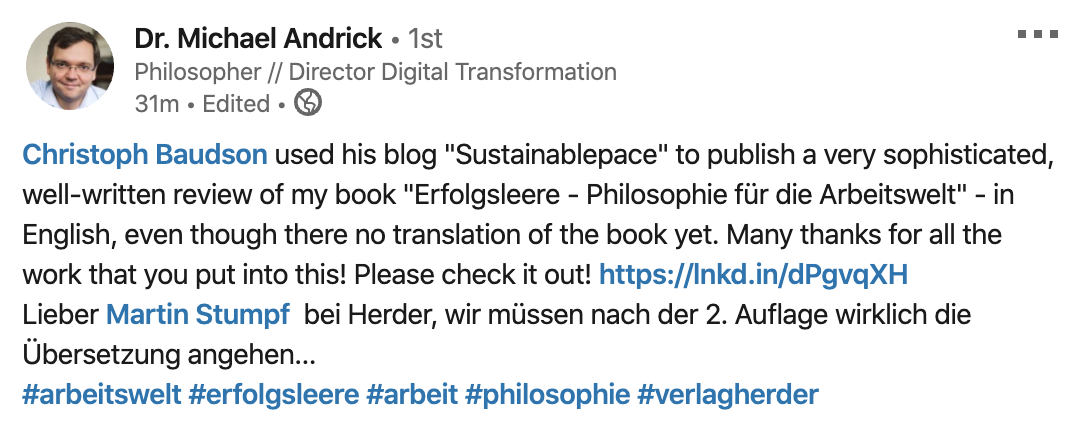 Dr. Michael Andrick • 1st
Philosopher // Director Digital Transformation
31m • Edited •
Christoph Baudson used his blog "Sustainablepace" to publish a very sophisticated,
well-written review of my book "Erfolgsleere - Philosophie für die Arbeitswelt" - in
English, even though there no translation of the book yet. Many thanks for all the
work that you put into this! Please check it out! https://lnkd.in/dPgvqXH
Lieber Martin Stumpf bei Herder, wir müssen nach der 2. Auflage wirklich die
Übersetzung angehen...
#arbeitswelt #erfolgsleere #arbeit #philosophie #verlagherder